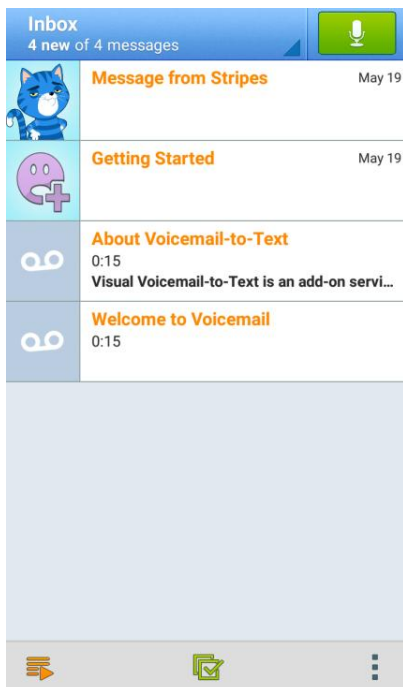 Inbox
4 new of 4 messages
Message from Stripes May 19
Getting Started May 19
About Voicemail-to-Text
0:15
Visual Voicemail-to-Text is an add-on servi...
Welcome to Voicemail
0:15